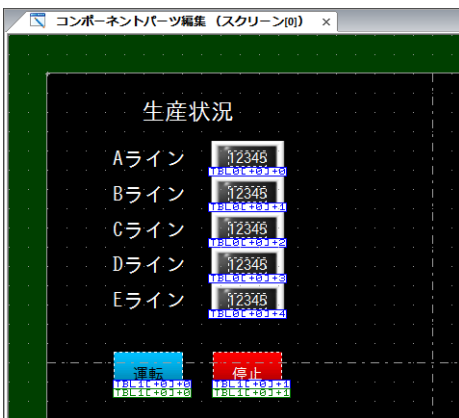 コンポーネントパーツ編集 (スクリーン[0]) ×
生産状況
Aライン 12345
TBL0[+0]+0
Bライン 12345
TBL0[+0]+1
Cライン 12345
TBL0[+0]+2
Dライン 12345
TBL0[+0]+3
Eライン 12345
TBL0[+0]+4
運転 停止
TBL1[+0]+0 TBL1[+0]+1
TBL1[+0]+0 TBL1[+0]+1